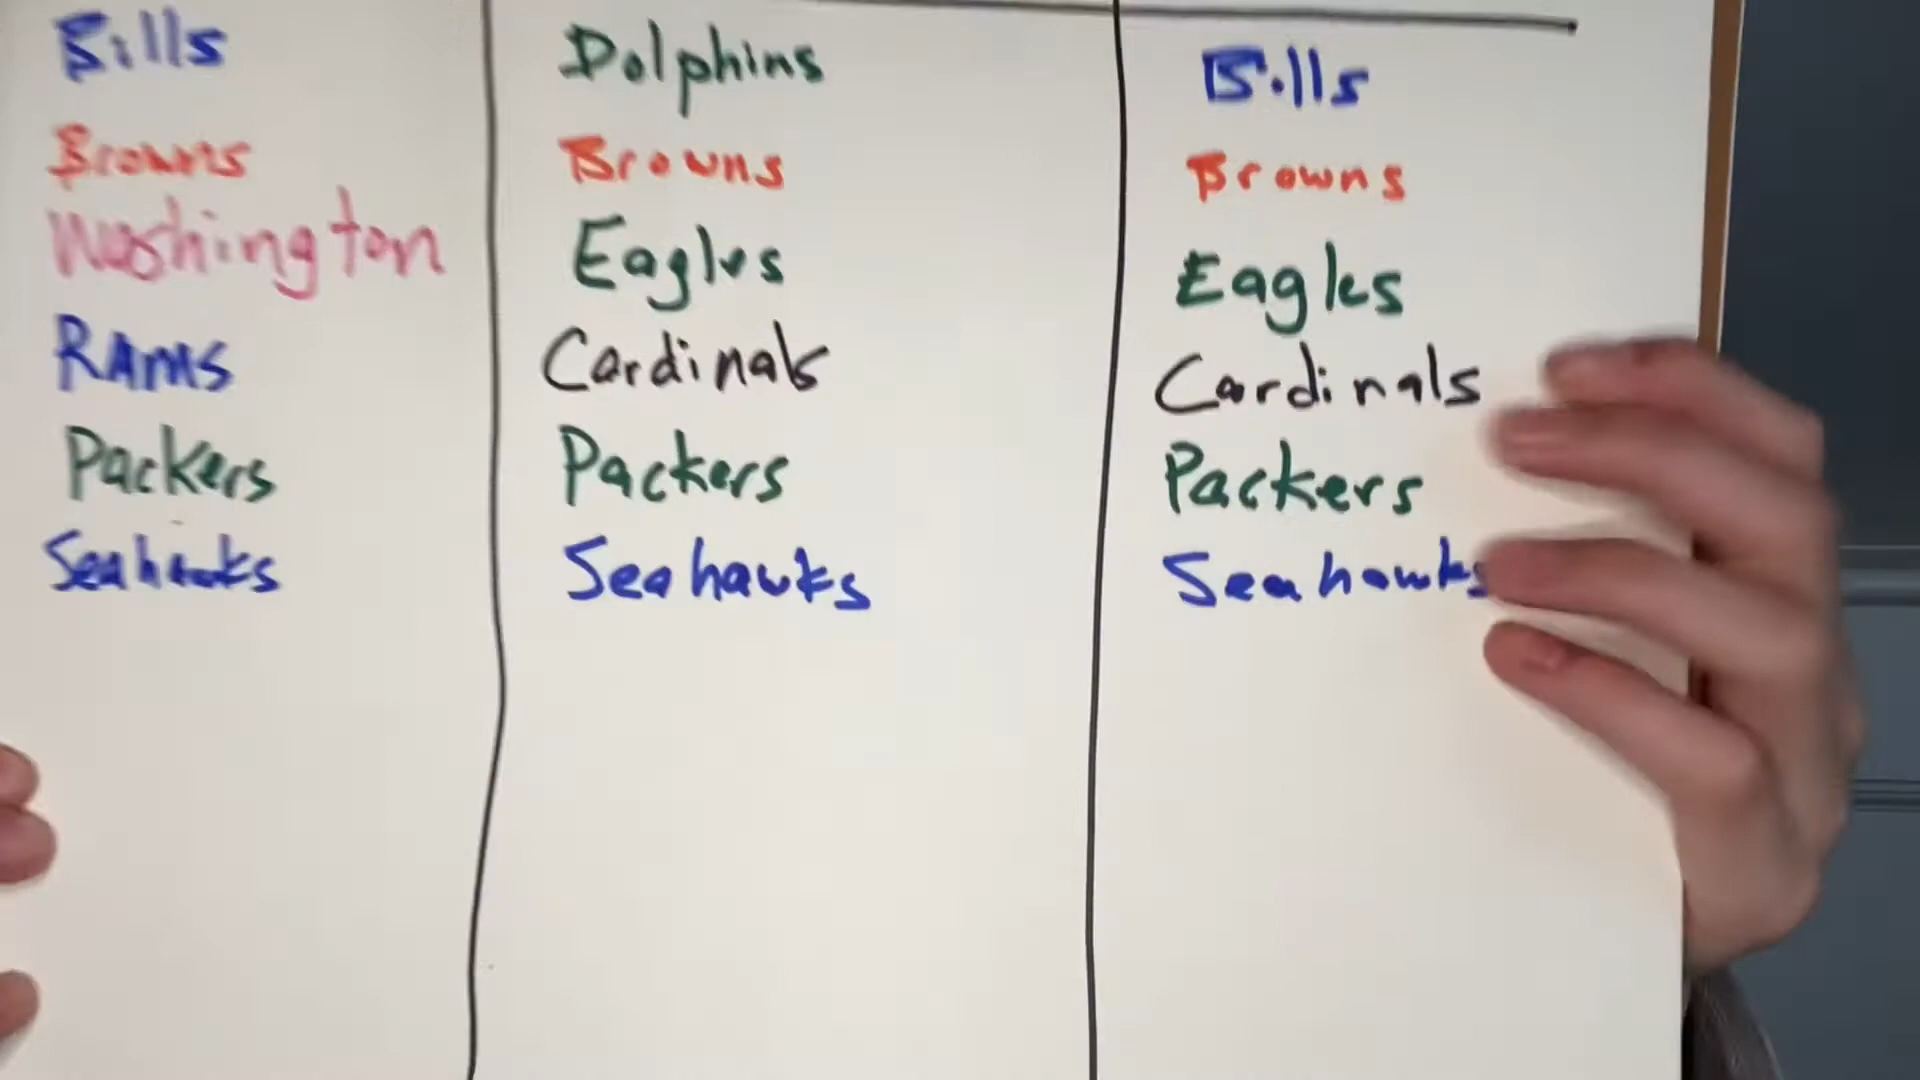 Bills Dolphins Bills
Browns Browns Browns
Washington Eagles Eagles
RAMS Cardinals Cardinals
Packers Packers Packers
Seahawks Seahawks Seahawks